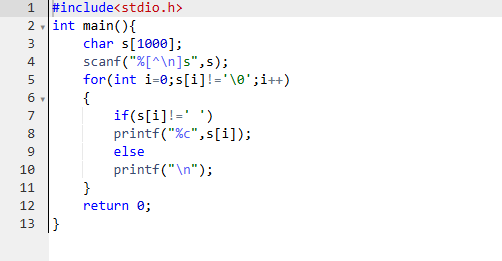 1 #include<stdio.h>
2 int main(){
3     char s[1000];
4     scanf("%[^\n]s",s);
5     for(int i=0;s[i]!='\0';i++)
6     {
7         if(s[i]!=' ')
8         printf("%c",s[i]);
9         else
10         printf("\n");
11     }
12     return 0;
13 }